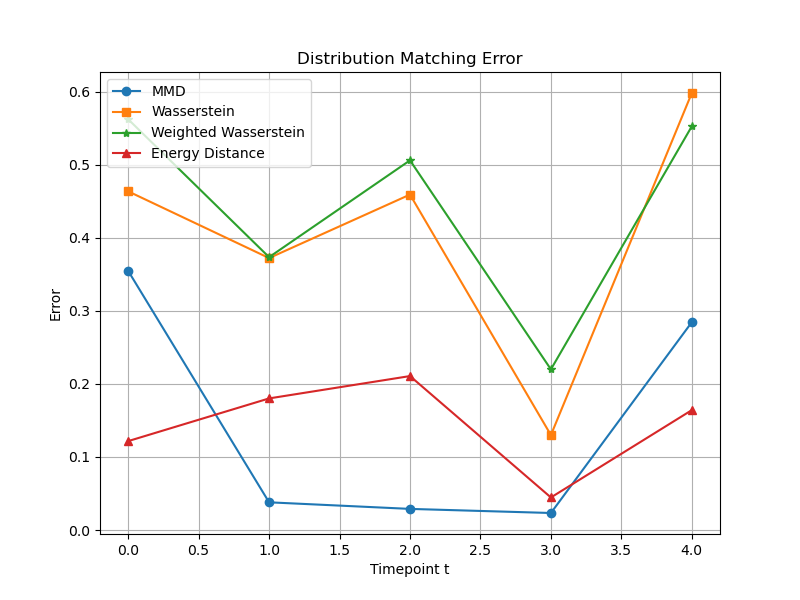 Distribution Matching Error
MMD
Wasserstein
Weighted Wasserstein
Energy Distance
Error
0.6
0.5
0.4
0.3
0.2
0.1
0.0
0.0 0.5 1.0 1.5 2.0 2.5 3.0 3.5 4.0
Timepoint t